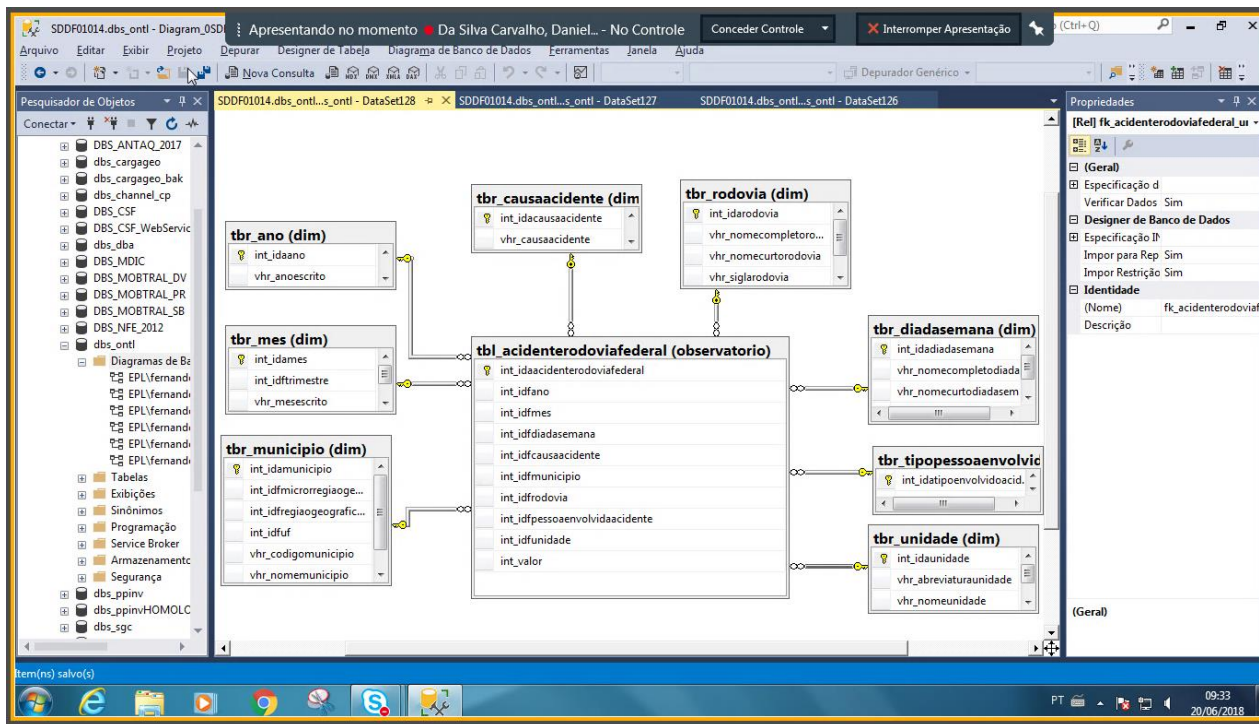 SDDF01014.dbs_ontl - Diagram_0SD
Apresentando no momento Da Silva Carvalho, Daniel... - No Controle
Conceder Controle
Interromper Apresentação
(Ctrl+Q)
Arquivo Editar Exibir Projeto Depurar Designer de Tabela Diagrama de Banco de Dados Ferramentas Janela Ajuda
Nova Consulta
Depurador Genérico
Pesquisador de Objetos
Conectar
DBS_ANTAQ_2017
dbs_cargageo
dbs_cargageo_bak
dbs_channel_cp
DBS_CSF
DBS_CSF_WebServic
dbs_dba
DBS_MDIC
DBS_MOBTRAL_DV
DBS_MOBTRAL_PR
DBS_MOBTRAL_SB
DBS_NFE_2012
dbs_ontl
Diagramas de Ba
EPL\fernand
EPL\fernand
EPL\fernand
EPL\fernand
EPL\fernand
EPL\fernand
Tabelas
Exibições
Sinônimos
Programação
Service Broker
Armazenamento
Segurança
dbs_ppinv
dbs_ppinvHOMOLC
dbs_sgc
SDDF01014.dbs_ontl...s_ontl - DataSet128
SDDF01014.dbs_ontl...s_ontl - DataSet127
SDDF01014.dbs_ontl...s_ontl - DataSet126
tbr_causaacidente (dim
int_idacausaacidente
vhr_causaacidente
tbr_rodovia (dim)
int_idarodovia
vhr_nomecompletoro...
vhr_nomecurtorodovia
vhr_siglarodovia
tbr_ano (dim)
int_idaano
vhr_anoescrito
tbr_mes (dim)
int_idames
int_idftrimestre
vhr_mesescrito
tbr_municipio (dim)
int_idamunicipio
int_idfmicrorregiaoge...
int_idfregiaogeografic...
int_idfuf
vhr_codigomunicipio
vhr_nomemunicipio
tbl_acidenterodoviafederal (observatorio)
int_idaacidenterodoviafederal
int_idfano
int_idfmes
int_idfdiadasemana
int_idfcausaacidente
int_idfmunicipio
int_idfrodovia
int_idfpessoaenvolvidaacidente
int_idfunidade
int_valor
tbr_diadasemana (dim)
int_idadiadasemana
vhr_nomecompletodiada
vhr_nomecurtodiadasem
tbr_tipopessoaenvolvid
int_idatipoenvolvidoacid.
tbr_unidade (dim)
int_idaunidade
vhr_abreviaturaunidade
vhr_nomeunidade
Propriedades
[Rel] fk_acidenterodoviafederal_ui
(Geral)
Especificação d
Verificar Dados Sim
Designer de Banco de Dados
Especificação IN
Impor para Rep Sim
Impor Restrição Sim
Identidade
(Nome) fk_acidenterodoviaf
Descrição
(Geral)
Item(ns) salvo(s)
PT
09:33
20/06/2018